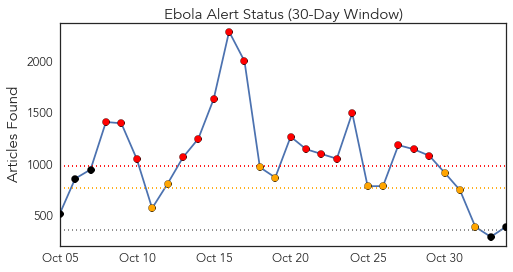 Ebola Alert Status (30-Day Window)
Articles Found
2000
1500
1000
500
Oct 05
Oct 10
Oct 15
Oct 20
Oct 25
Oct 30